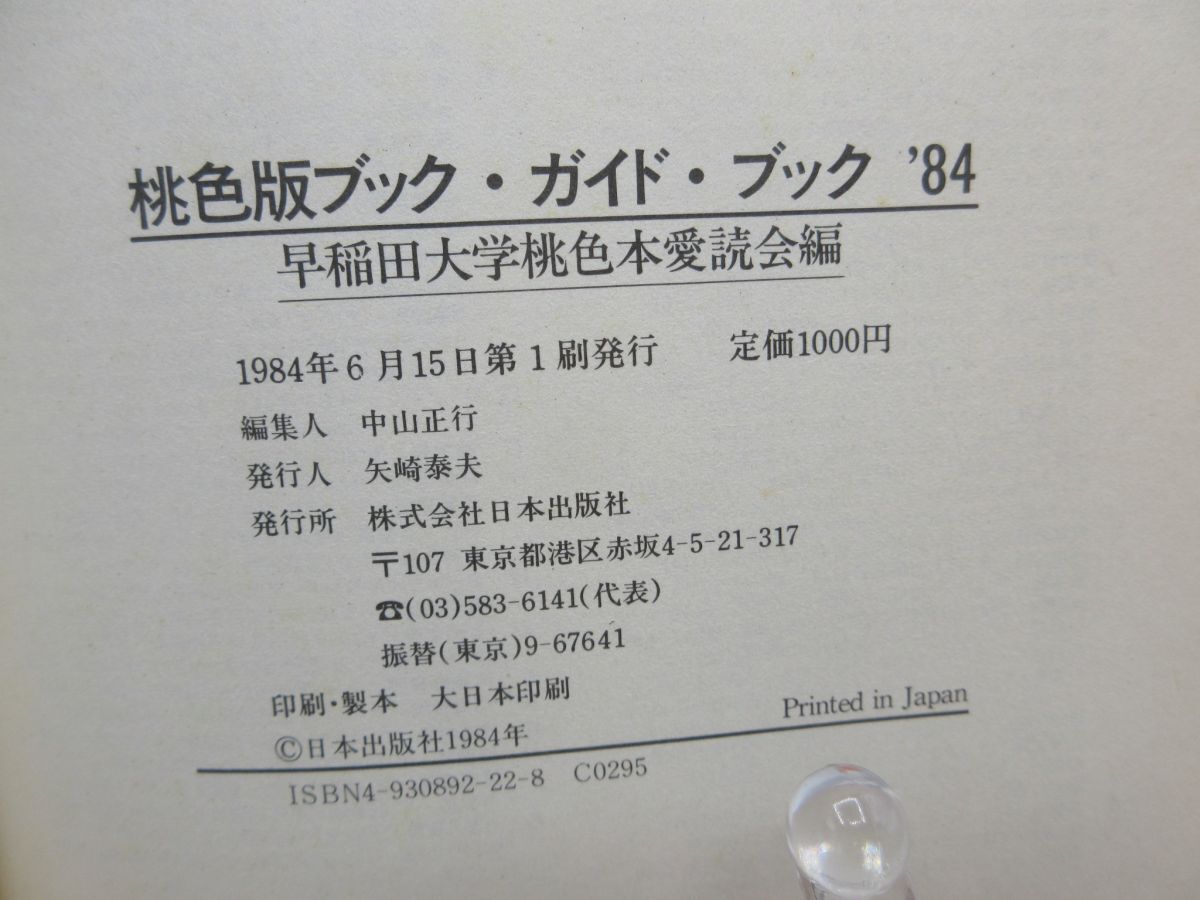 桃色版ブック・ガイド・ブック ’84
早稲田大学桃色本愛読会編
1984年6月15日第1刷発行 定価1000円
編集人 中山正行
発行人 矢崎泰夫
発行所 株式会社日本出版社
〒107 東京都港区赤坂4-5-21-317
☎(03)583-6141(代表)
振替(東京)9-67641
印刷・製本 大日本印刷
Printed in Japan
©日本出版社1984年
ISBN4-930892-22-8 C0295